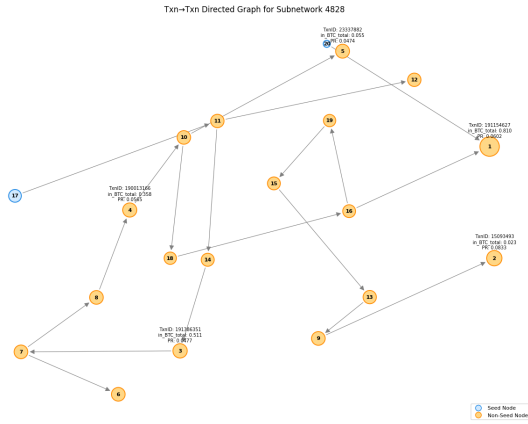 Txn→Txn Directed Graph for Subnetwork 4828
TxnID: 23337882
in_BTC_total: 0.055
PR: 0.0474
20
5
12
11
10
19
TxnID: 191154627
in_BTC_total: 0.810
PR: 0.0602
1
15
17
TxnID: 190013166
in_BTC_total: 0.358
PR: 0.0565
4
16
TxnID: 15093493
in_BTC_total: 0.023
PR: 0.0833
2
18
14
8
13
9
TxnID: 191386351
in_BTC_total: 0.511
PR: 0.0477
3
7
6
Seed Node
Non-Seed Node